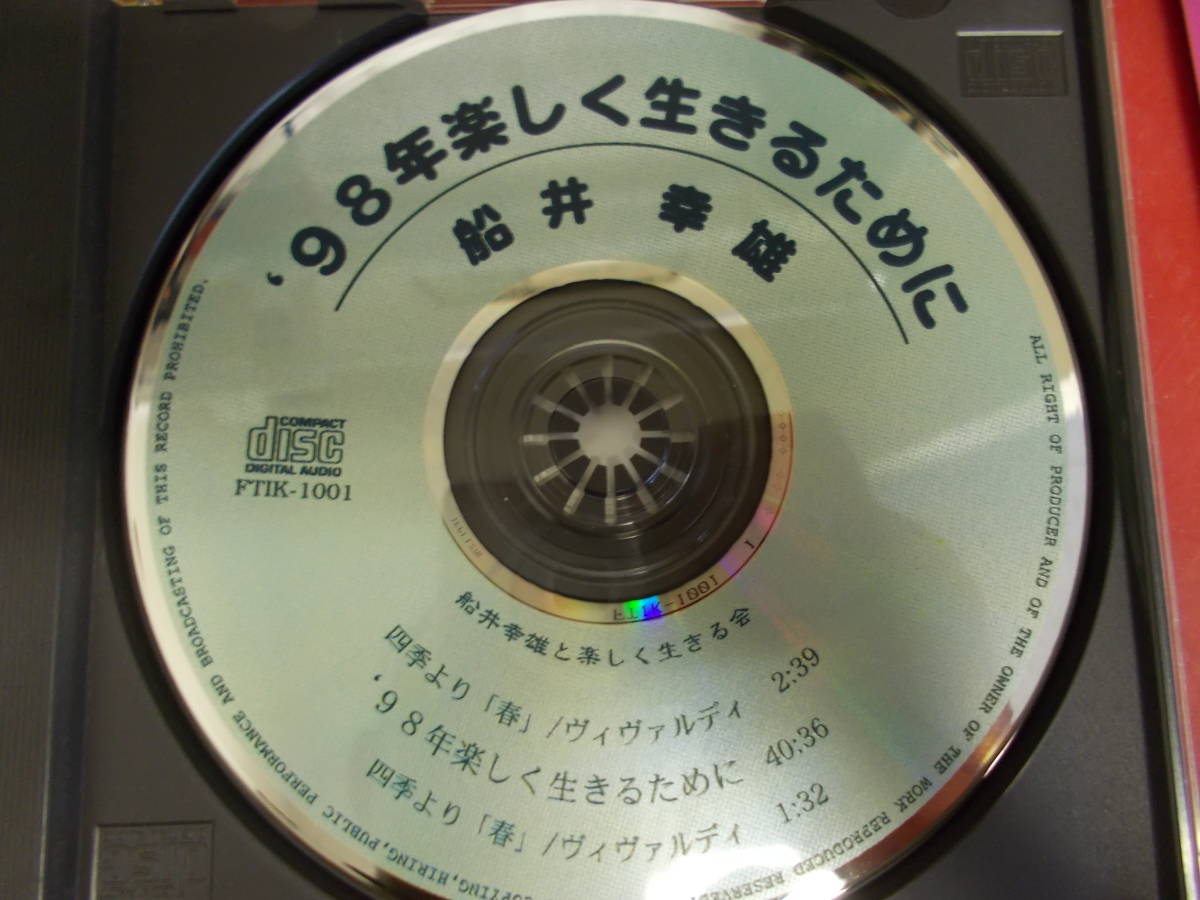 '98年楽しく生きるために
船井 幸雄
COMPACT
disc
DIGITAL AUDIO
FTIK-1001
FTIK-1001 1
船井幸雄と楽しく生きる会
四季より「春」/ヴィヴァルディ 2:39
'98年楽しく生きるために 40:36
四季より「春」/ヴィヴァルディ 1:32
ALL RIGHT OF PRODUCER AND OF THE OWNER OF THE WORK REPRODUCED RESERVED
COPYING,HIRING,PUBLIC PERFORMANCE AND BROADCASTING OF THIS RECORD PROHIBITED.